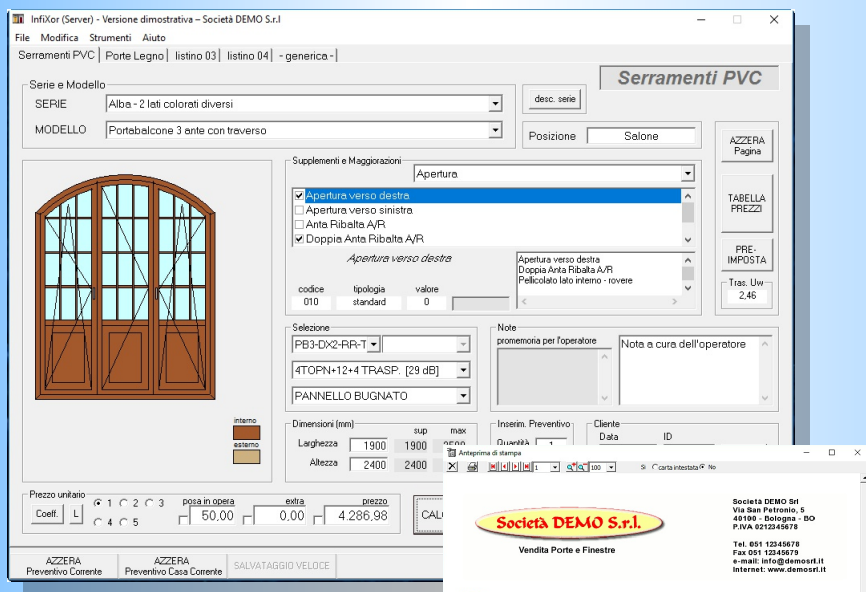 InfiXor (Server) - Versione dimostrativa – Società DEMO S.r.l
File Modifica Strumenti Aiuto
Serramenti PVC Porte Legno listino 03 listino 04 - generica -
Serramenti PVC
Serie e Modello
SERIE Alba - 2 lati colorati diversi
desc. serie
MODELLO Portabalcone 3 ante con traverso
Posizione Salone
AZZERA
Pagina
TABELLA
PREZZI
PRE-
IMPOSTA
Tras. Uw
2,46
Supplementi e Maggiorazioni
Apertura
Apertura verso destra
Apertura verso sinistra
Anta Ribalta A/R
Doppia Anta Ribalta A/R
Apertura verso destra
codice tipologia valore
010 standard 0
Apertura verso destra
Doppia Anta Ribalta A/R
Pellicolato lato interno - rovere
Selezione
PB3-DX2-RR-T
4TOPN+12+4 TRASP. [29 dB]
PANNELLO BUGNATO
Note
promemoria per l'operatore
Nota a cura dell'operatore
interno
esterno
Dimensioni (mm)
sup max
Larghezza 1900 1900
Altezza 2400 2400
Inserim. Preventivo
Quantità 1
Cliente
Data ID
Prezzo unitario
Coeff. L
1 2 3
4 5
posa in opera extra prezzo
50,00 0,00 4.286,98
AZZERA
Preventivo Corrente
AZZERA
Preventivo Casa Corrente
SALVATAGGIO VELOCE
Anteprima di stampa
1 100 Si carta intestata No
Società DEMO S.r.l.
Vendita Porte e Finestre
Società DEMO Srl
Via San Petronio, 5
40100 - Bologna - BO
P.IVA 0212345678
Tel. 051 12345678
Fax 051 12345679
e-mail: info@demosrl.it
Internet: www.demosrl.it